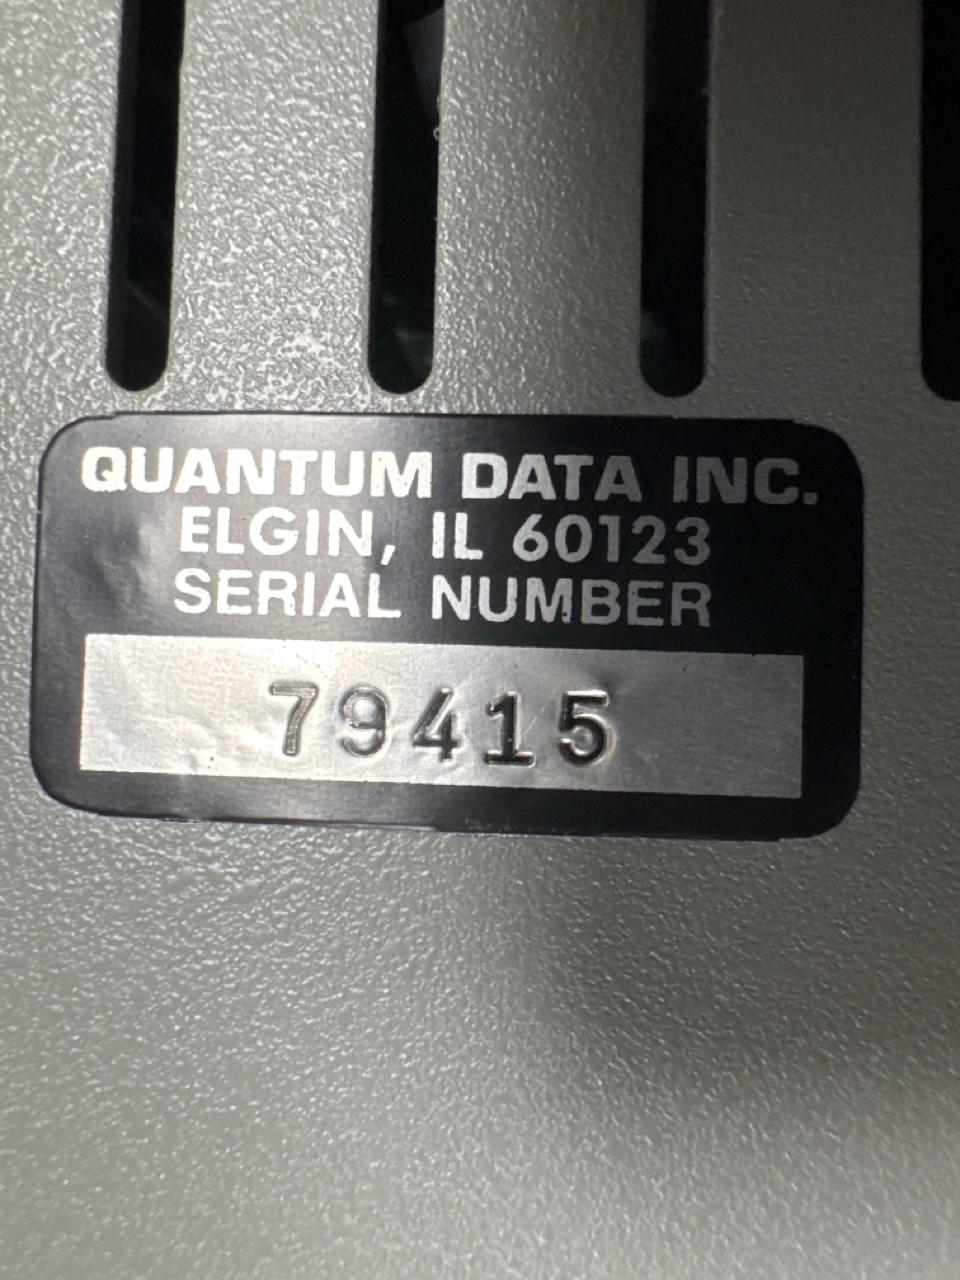 QUANTUM DATA INC.
ELGIN, IL 60123
SERIAL NUMBER
79415